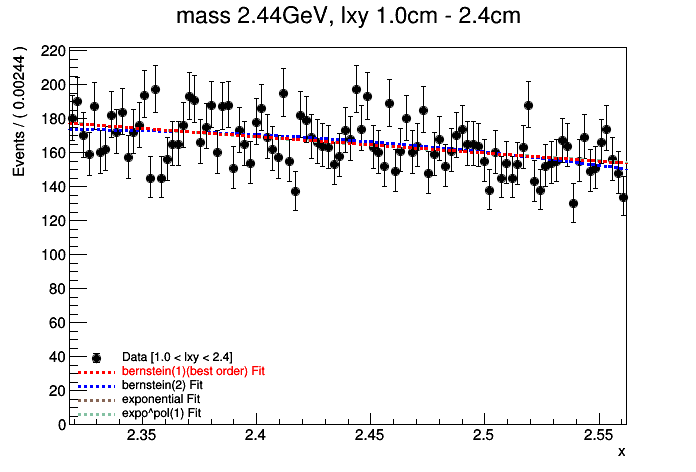 mass 2.44GeV, lxy 1.0cm - 2.4cm
Events / ( 0.00244 )
220
200
180
160
140
120
100
80
60
40
20
0
Data [1.0 < lxy < 2.4]
bernstein(1)(best order) Fit
bernstein(2) Fit
exponential Fit
expo^pol(1) Fit
2.35
2.4
2.45
2.5
2.55
x